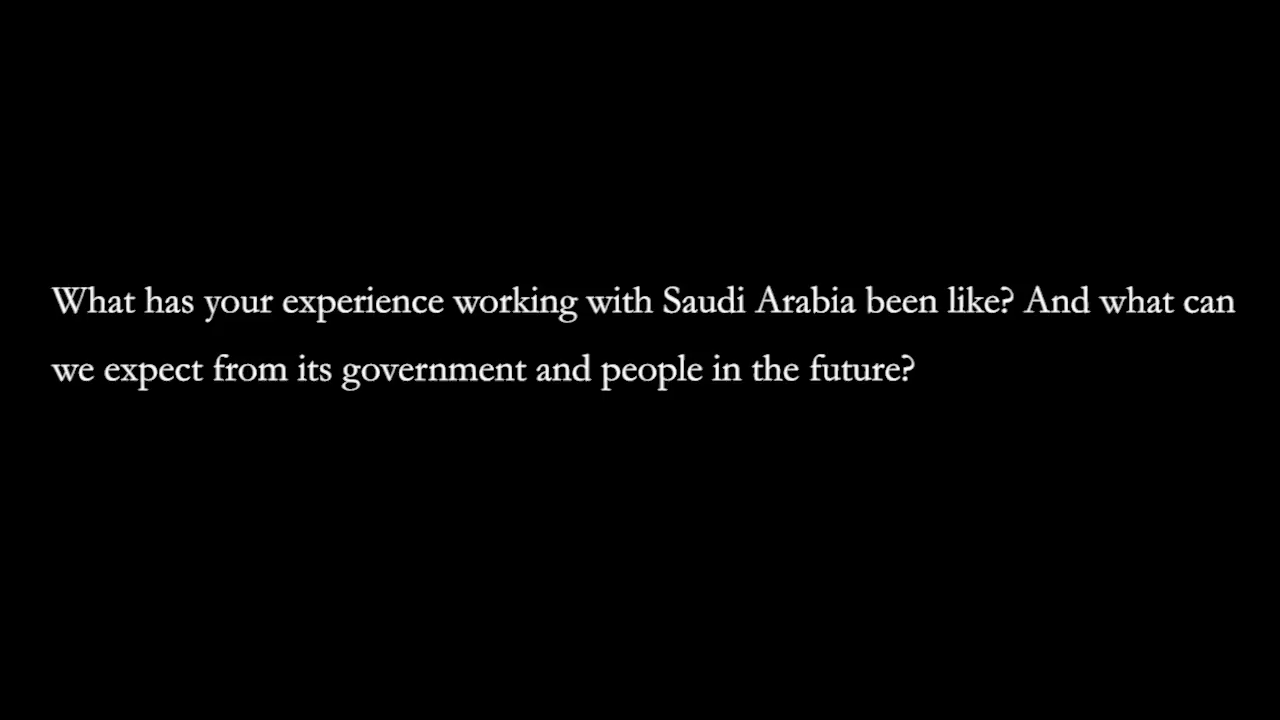 What has your experience working with Saudi Arabia been like? And what can
we expect from its government and people in the future?